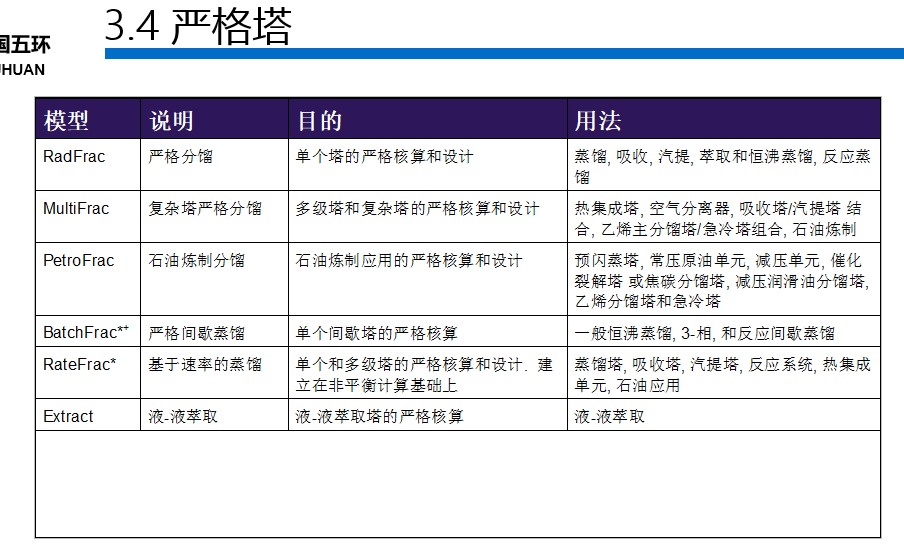 3.4 严格塔
国五环
HUAN
模型 说明 目的 用法
RadFrac 严格分馏 单个塔的严格核算和设计 蒸馏, 吸收, 汽提, 萃取和恒沸蒸馏, 反应蒸
馏
MultiFrac 复杂塔严格分馏 多级塔和复杂塔的严格核算和设计 热集成塔, 空气分离器, 吸收塔/汽提塔 结
合, 乙烯主分馏塔/急冷塔组合, 石油炼制
PetroFrac 石油炼制分馏 石油炼制应用的严格核算和设计 预闪蒸塔, 常压原油单元, 减压单元, 催化
裂解塔 或焦碳分馏塔, 减压润滑油分馏塔,
乙烯分馏塔和急冷塔
BatchFrac*+ 严格间歇蒸馏 单个间歇塔的严格核算 一般恒沸蒸馏, 3-相, 和反应间歇蒸馏
RateFrac* 基于速率的蒸馏 单个和多级塔的严格核算和设计. 建 蒸馏塔, 吸收塔, 汽提塔, 反应系统, 热集成
立在非平衡计算基础上 单元, 石油应用
Extract 液-液萃取 液-液萃取塔的严格核算 液-液萃取